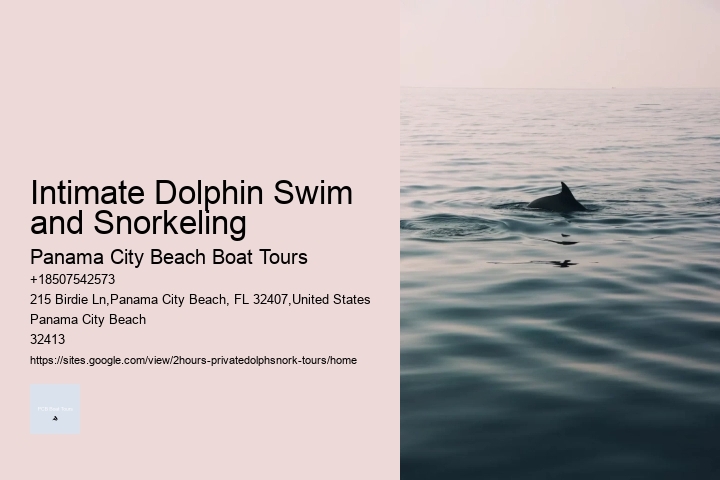 Intimate Dolphin Swim
and Snorkeling
Panama City Beach Boat Tours
+18507542573
215 Birdie Ln,Panama City Beach, FL 32407,United States
Panama City Beach
32413
https://sites.google.com/view/2hours-privatedolphsnork-tours/home